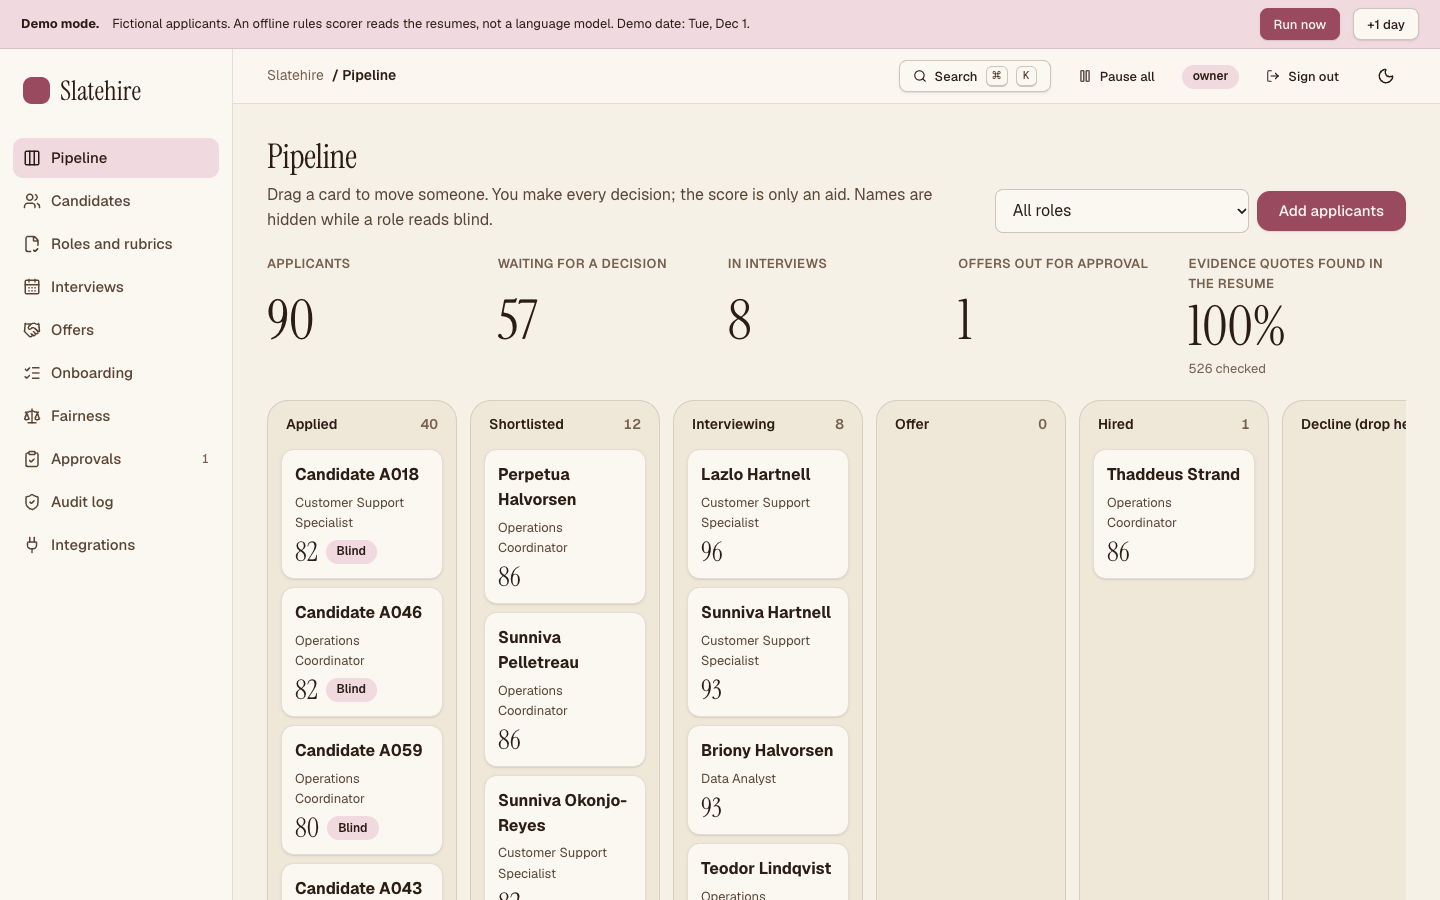 Demo mode. Fictional applicants. An offline rules scorer reads the resumes, not a language model. Demo date: Tue, Dec 1.
Run now
+1 day
Slatehire
Slatehire / Pipeline
Search ⌘ K
Pause all
owner
Sign out
Pipeline
Candidates
Roles and rubrics
Interviews
Offers
Onboarding
Fairness
Approvals 1
Audit log
Integrations
Pipeline
Drag a card to move someone. You make every decision; the score is only an aid. Names are
hidden while a role reads blind.
All roles
Add applicants
APPLICANTS
90
WAITING FOR A DECISION
57
IN INTERVIEWS
8
OFFERS OUT FOR APPROVAL
1
EVIDENCE QUOTES FOUND IN
THE RESUME
100%
526 checked
Applied 40
Candidate A018
Customer Support
Specialist
82 Blind
Candidate A046
Operations
Coordinator
82 Blind
Candidate A059
Operations
Coordinator
80 Blind
Candidate A043
Shortlisted 12
Perpetua
Halvorsen
Operations
Coordinator
86
Sunniva
Pelletreau
Operations
Coordinator
86
Sunniva Okonjo-
Reyes
Customer Support
Specialist
Interviewing 8
Lazlo Hartnell
Customer Support
Specialist
96
Sunniva Hartnell
Customer Support
Specialist
93
Briony Halvorsen
Data Analyst
93
Teodor Lindqvist
Operations
Offer 0
Hired 1
Thaddeus Strand
Operations
Coordinator
86
Decline (drop